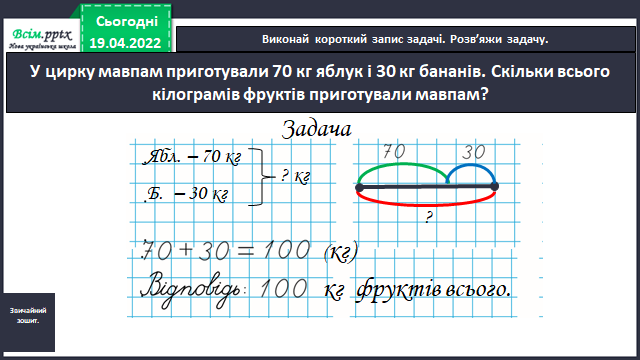 Всім.pptx
Нова українська школа
Сьогодні
19.04.2022
Виконай короткий запис задачі. Розв’яжи задачу.
У цирку мавпам приготували 70 кг яблук і 30 кг бананів. Скільки всього
кілограмів фруктів приготували мавпам?
Задача
Ябл. – 70 кг
? кг
Б. – 30 кг
70 30
?
70 + 30 = 100 (кг)
Відповідь: 100 кг фруктів всього.
Звичайний
зошит.